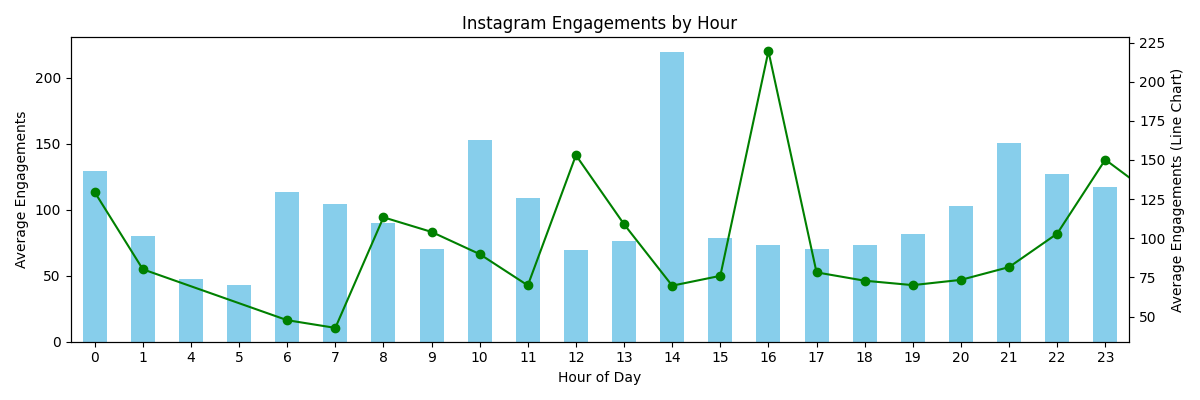 Instagram Engagements by Hour
Average Engagements
200
150
100
50
0
225
200
175
150
125
100
75
50
Average Engagements (Line Chart)
0 1 4 5 6 7 8 9 10 11 12 13 14 15 16 17 18 19 20 21 22 23
Hour of Day